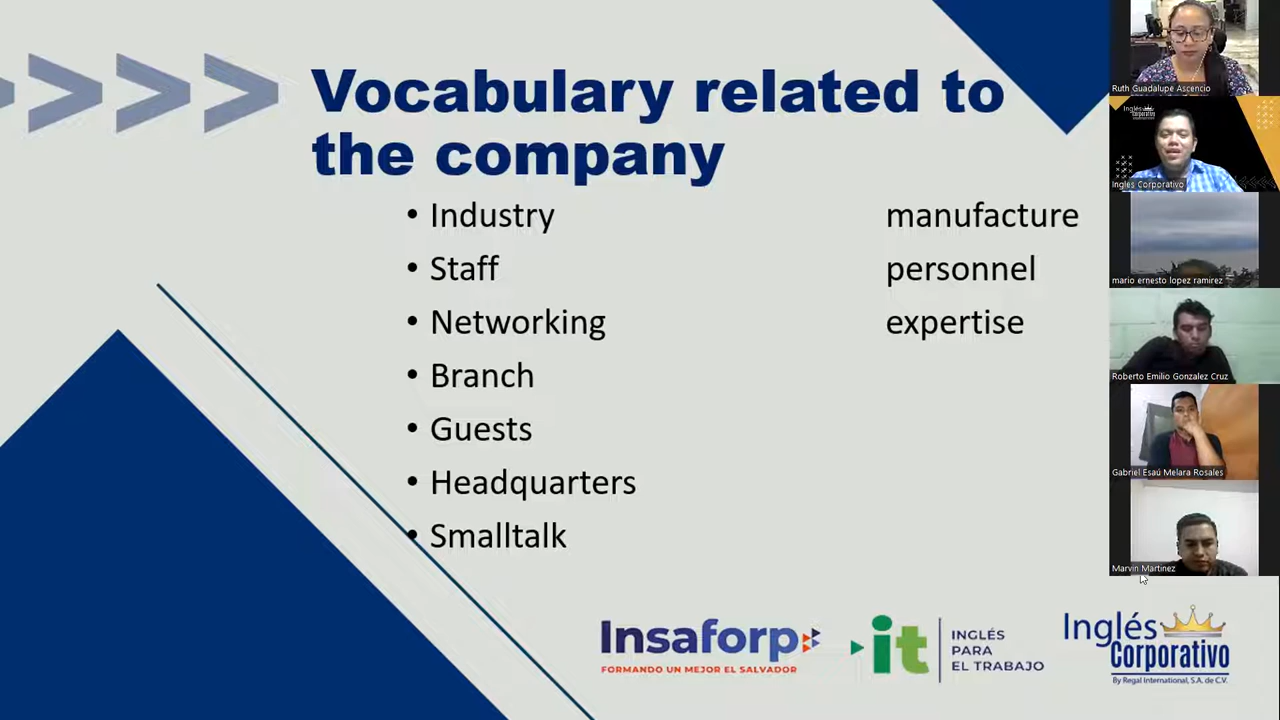 Vocabulary related to
the company
• Industry
• Staff
• Networking
• Branch
• Guests
• Headquarters
• Smalltalk
manufacture
personnel
expertise
Insaforp
FORMANDO UN MEJOR EL SALVADOR
it
INGLÉS
PARA
EL TRABAJO
Inglés
Corporativo
By Regal International, S.A. de C.V.
Ruth Guadalupe Ascencio
Inglés
Corporativo
Ingles Corporativo
mario ernesto lopez ramirez
Roberto Emilio Gonzalez Cruz
Gabriel Esaú Melara Rosales
Marvin Martinez